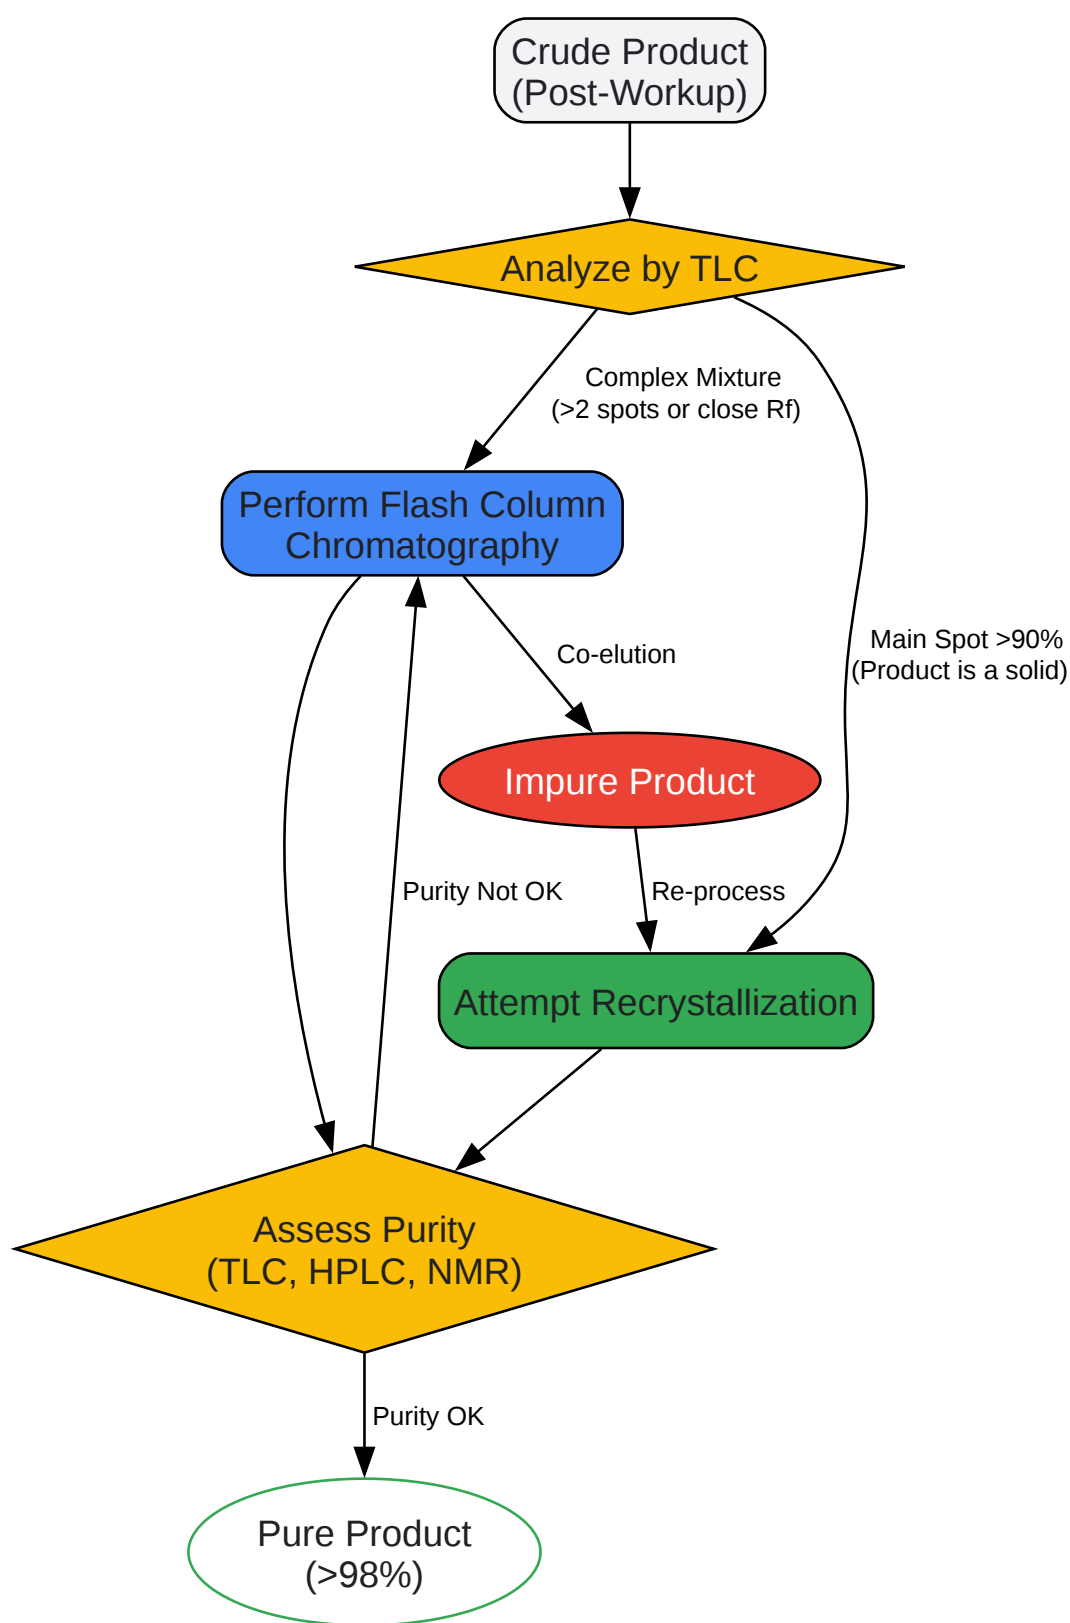 Crude Product
(Post-Workup)
Analyze by TLC
Complex Mixture
(>2 spots or close Rf)
Perform Flash Column
Chromatography
Main Spot >90%
(Product is a solid)
Co-elution
Impure Product
Purity Not OK
Re-process
Attempt Recrystallization
Assess Purity
(TLC, HPLC, NMR)
Purity OK
Pure Product
(>98%)